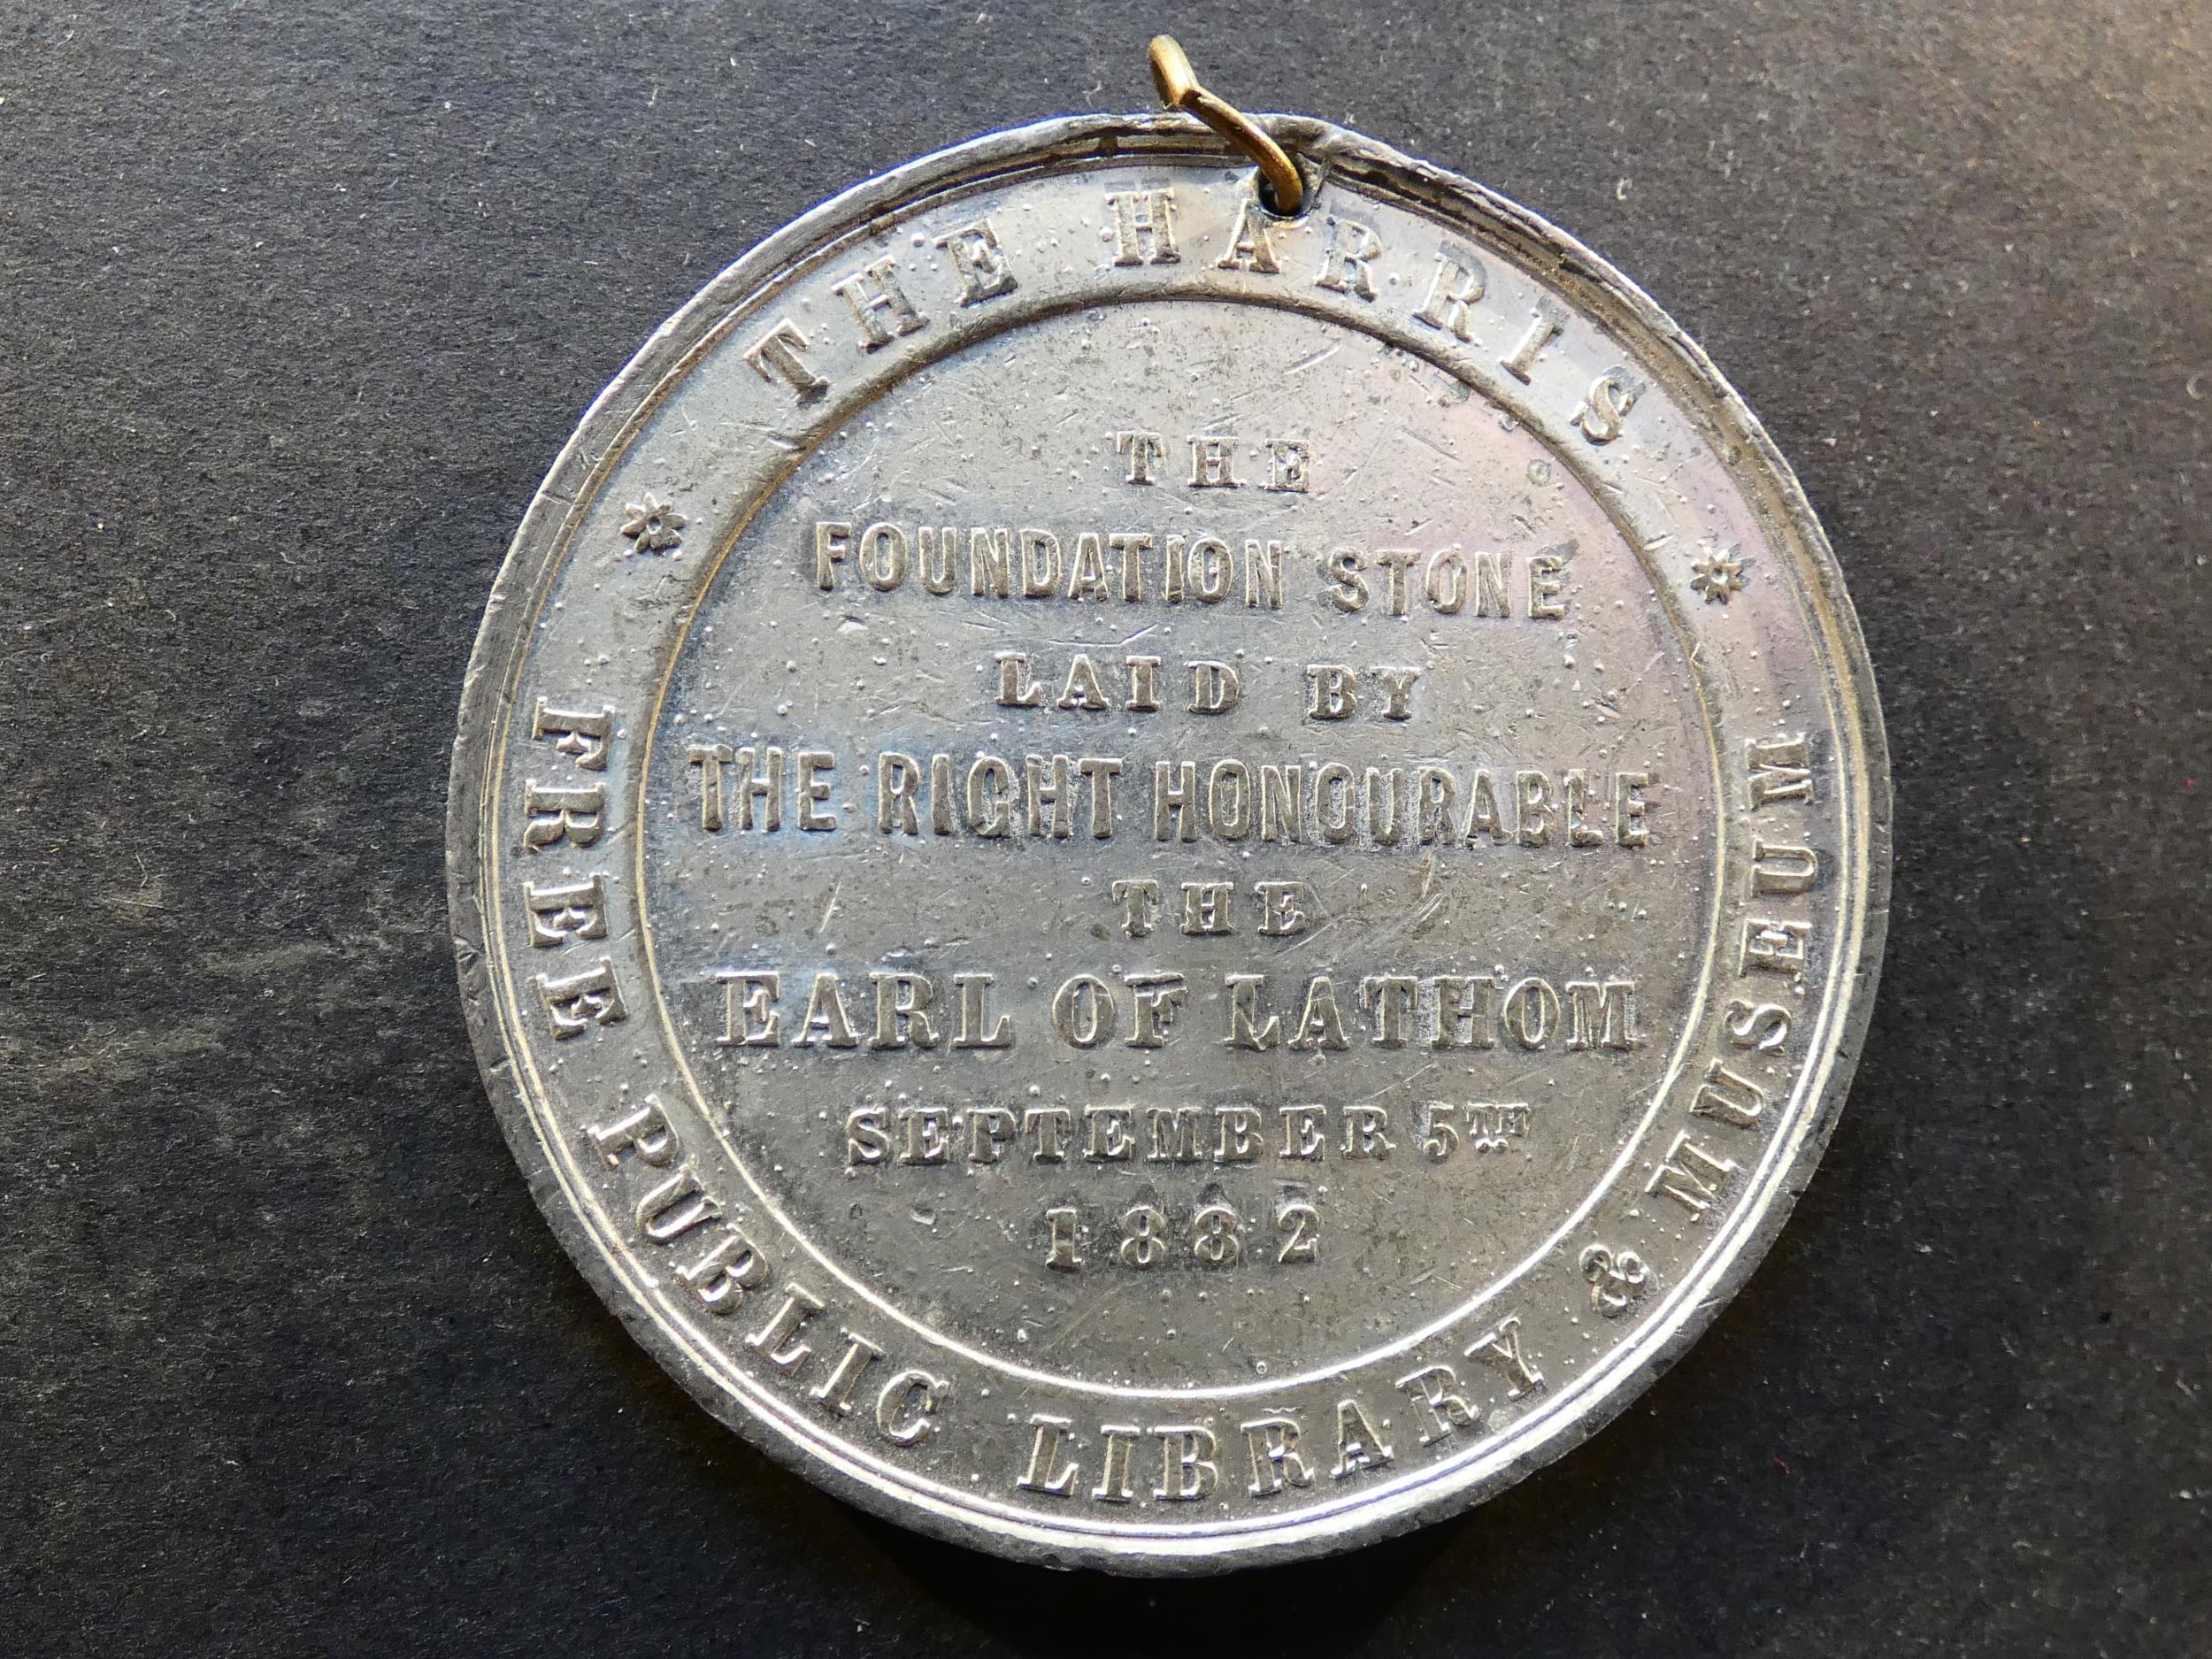 THE HARRIS
FREE PUBLIC LIBRARY & MUSEUM
THE
FOUNDATION STONE
LAID BY
THE RIGHT HONOURABLE
THE
EARL OF LATHOM
SEPTEMBER 5TH
1882